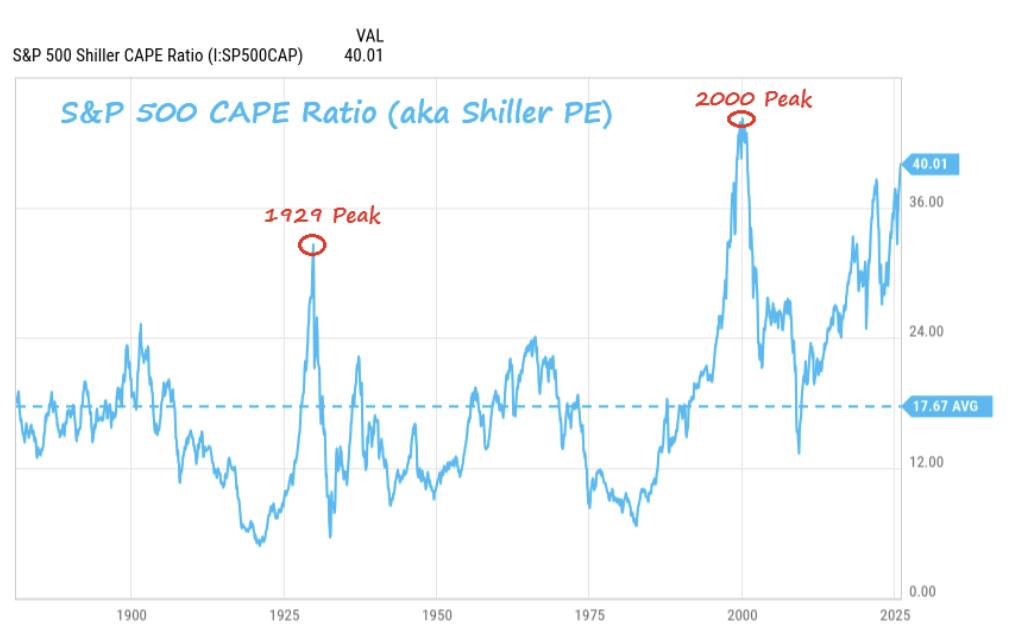 VAL
S&P 500 Shiller CAPE Ratio (I:SP500CAP) 40.01
S&P 500 CAPE Ratio (aka Shiller PE)
2000 Peak
40.01
36.00
1929 Peak
24.00
17.67 AVG
12.00
0.00
1900 1925 1950 1975 2000 2025